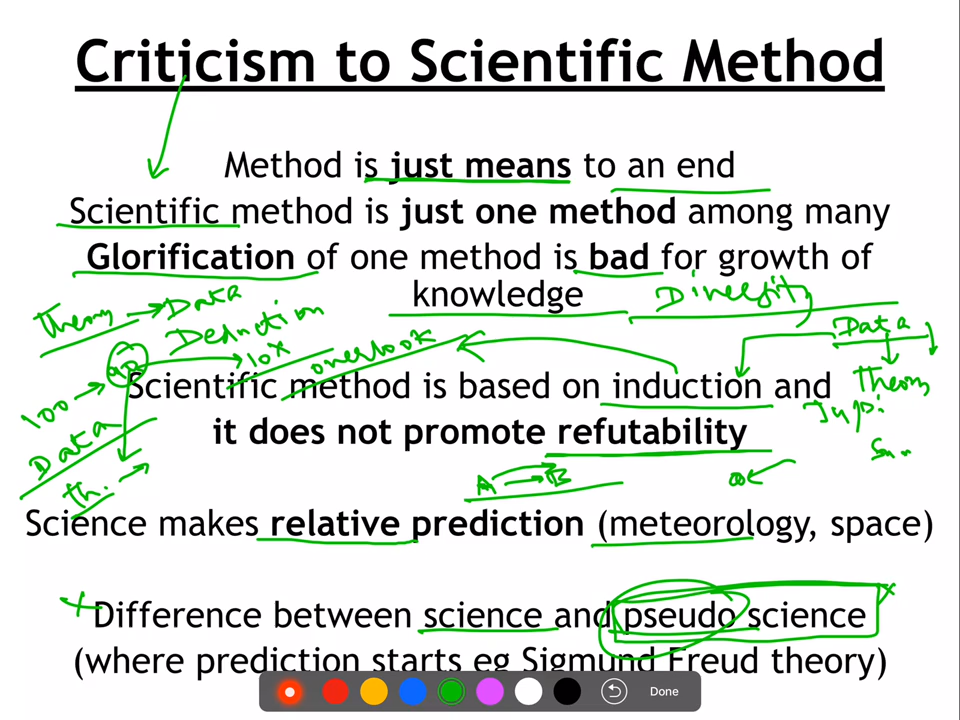 Criticism to Scientific Method
Method is just means to an end
Scientific method is just one method among many
Glorification of one method is bad for growth of
knowledge
Diversity
Theory → Data
Deduction
Data
Theory
10x
overlook
100 →
Scientific method is based on induction and
it does not promote refutability
Data
th.
A → B
Science makes relative prediction (meteorology, space)
Difference between science and pseudo science
(where prediction starts eg Sigmund Freud theory)
Done